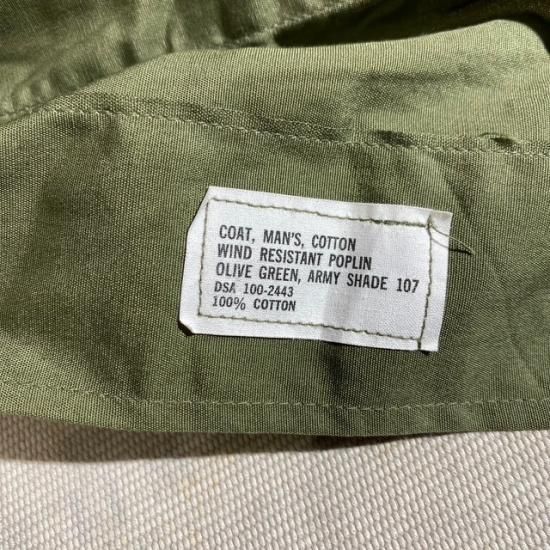 COAT, MAN'S, COTTON
WIND RESISTANT POPLIN
OLIVE GREEN, ARMY SHADE 107
DSA 100-2443
100% COTTON